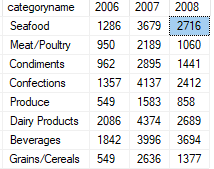 categoryname 2006 2007 2008
Seafood 1286 3679 2716
Meat/Poultry 950 2189 1060
Condiments 962 2895 1441
Confections 1357 4137 2412
Produce 549 1583 858
Dairy Products 2086 4374 2689
Beverages 1842 3996 3694
Grains/Cereals 549 2636 1377